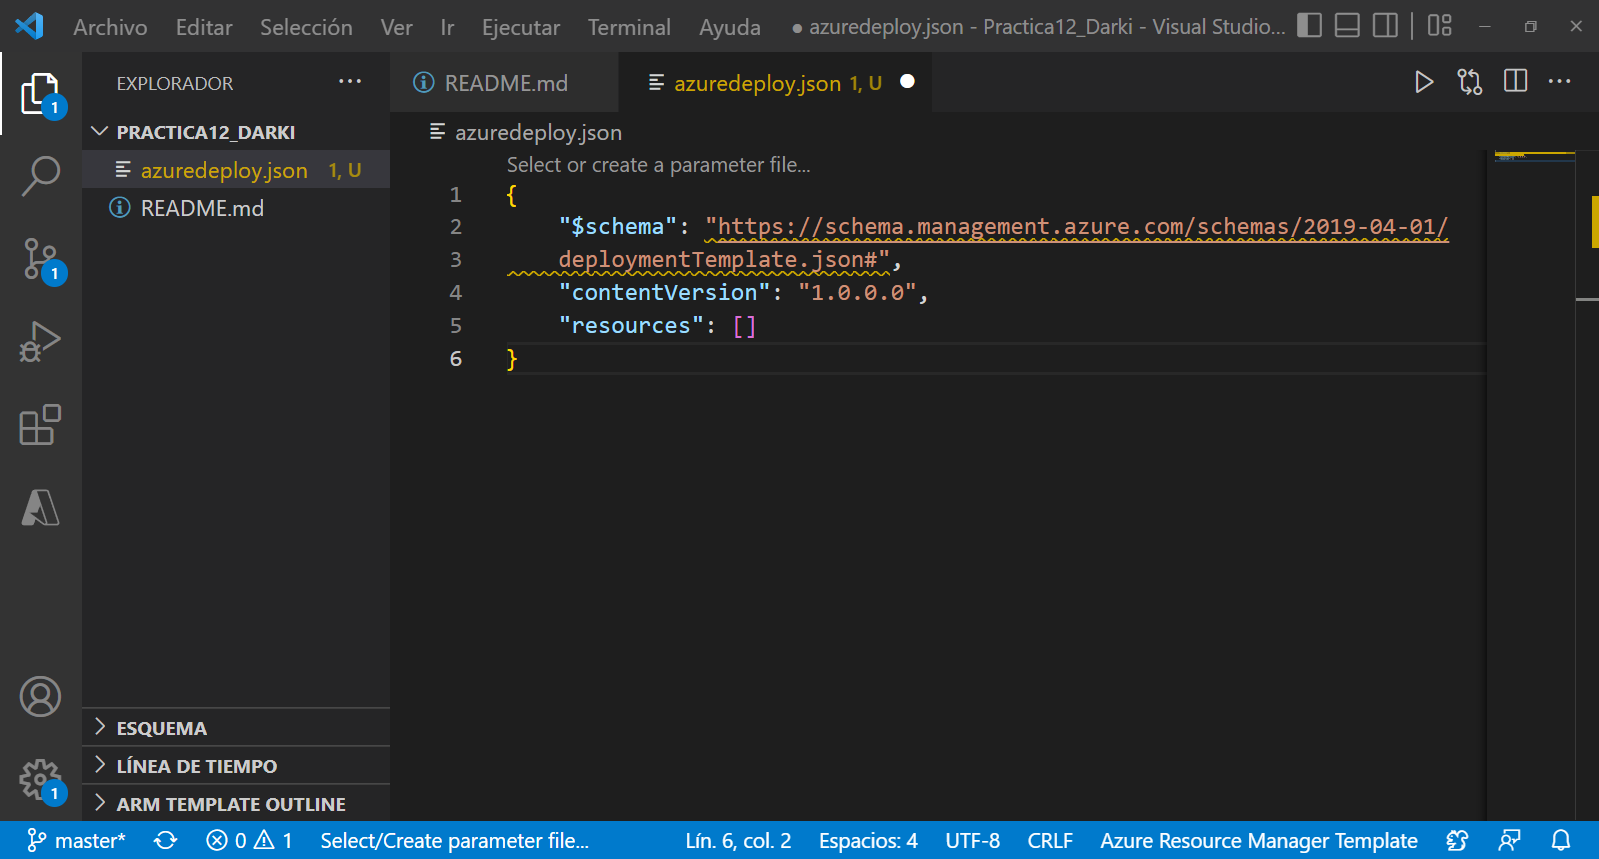 Archivo Editar Selección Ver Ir Ejecutar Terminal Ayuda ● azuredeploy.json - Practica12_Darki - Visual Studio...
EXPLORADOR ···
README.md azuredeploy.json 1, U
1
PRACTICA12_DARKI
azuredeploy.json
azuredeploy.json 1, U
Select or create a parameter file...
README.md
1 {
2 "$schema": "https://schema.management.azure.com/schemas/2019-04-01/
3 deploymentTemplate.json#",
1
4 "contentVersion": "1.0.0.0",
5 "resources": []
6 }
ESQUEMA
LÍNEA DE TIEMPO
1
ARM TEMPLATE OUTLINE
master* 0 1 Select/Create parameter file... Lín. 6, col. 2 Espacios: 4 UTF-8 CRLF Azure Resource Manager Template